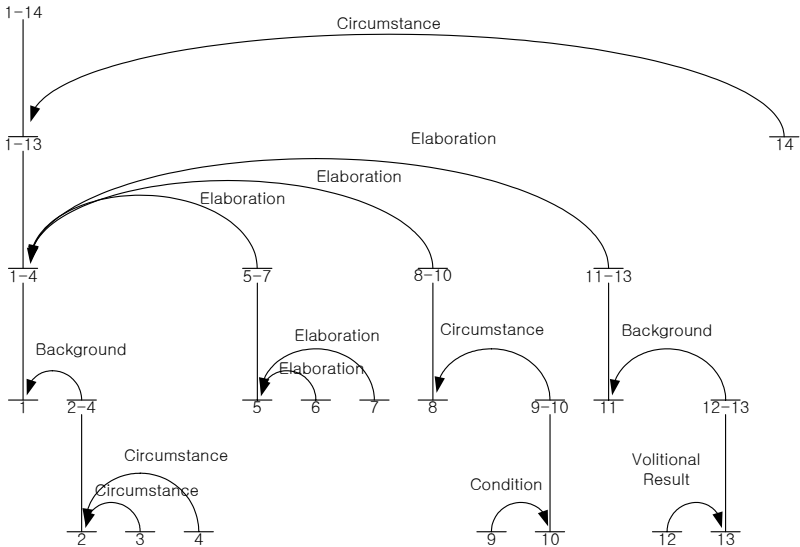 1-14
Circumstance
1-13
14
Elaboration
Elaboration
Elaboration
1-4
5-7
8-10
11-13
Background
Elaboration
Elaboration
Circumstance
Background
1
2-4
5
6
7
8
9-10
11
12-13
Circumstance
Circumstance
Condition
Volitional
Result
2
3
4
9
10
12
13